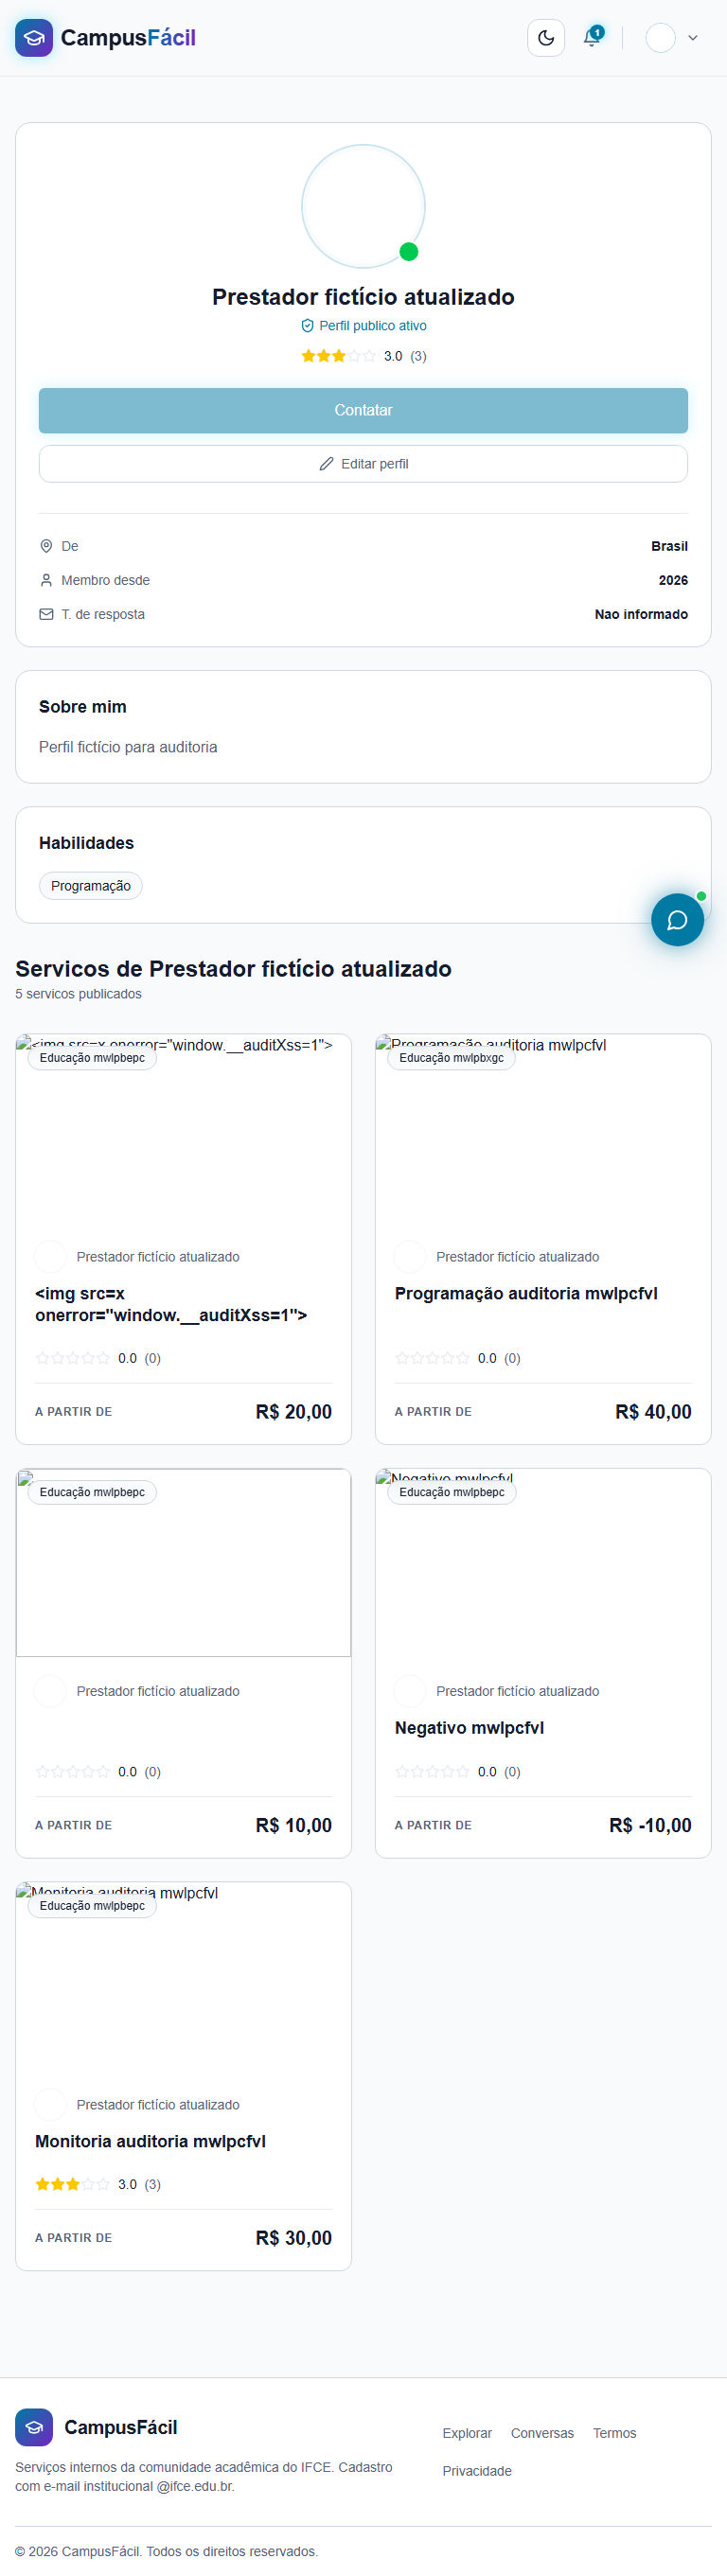 CampusFácil
1
Prestador fictício atualizado
Perfil publico ativo
3.0 (3)
Contatar
Editar perfil
De Brasil
Membro desde 2026
T. de resposta Nao informado
Sobre mim
Perfil fictício para auditoria
Habilidades
Programação
Servicos de Prestador fictício atualizado
5 servicos publicados
<img src=x onerror="window.__auditXss=1">
Educação mwlpbepc
Prestador fictício atualizado
<img src=x
onerror="window.__auditXss=1">
0.0 (0)
A PARTIR DE R$ 20,00
Programação auditoria mwlpcfvl
Educação mwlpbxgc
Prestador fictício atualizado
Programação auditoria mwlpcfvl
0.0 (0)
A PARTIR DE R$ 40,00
Educação mwlpbepc
Prestador fictício atualizado
0.0 (0)
A PARTIR DE R$ 10,00
Negativo mwlpcfvl
Educação mwlpbepc
Prestador fictício atualizado
Negativo mwlpcfvl
0.0 (0)
A PARTIR DE R$ -10,00
Monitoria auditoria mwlpcfvl
Educação mwlpbepc
Prestador fictício atualizado
Monitoria auditoria mwlpcfvl
3.0 (3)
A PARTIR DE R$ 30,00
CampusFácil
Serviços internos da comunidade acadêmica do IFCE. Cadastro
com e-mail institucional @ifce.edu.br.
Explorar Conversas Termos
Privacidade
© 2026 CampusFácil. Todos os direitos reservados.